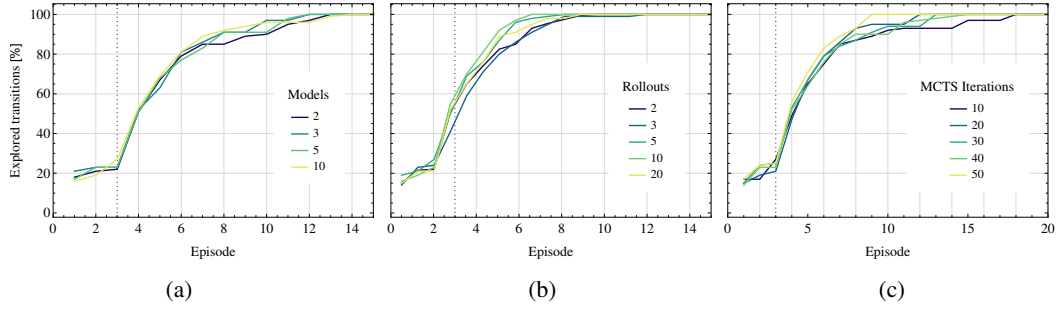 Explored transitions [%]
100
80
60
40
20
0
Models
2
3
5
10
0 2 4 6 8 10 12 14
Episode
(a)
Rollouts
2
3
5
10
20
0 2 4 6 8 10 12 14
Episode
(b)
MCTS Iterations
10
20
30
40
50
0 5 10 15 20
Episode
(c)